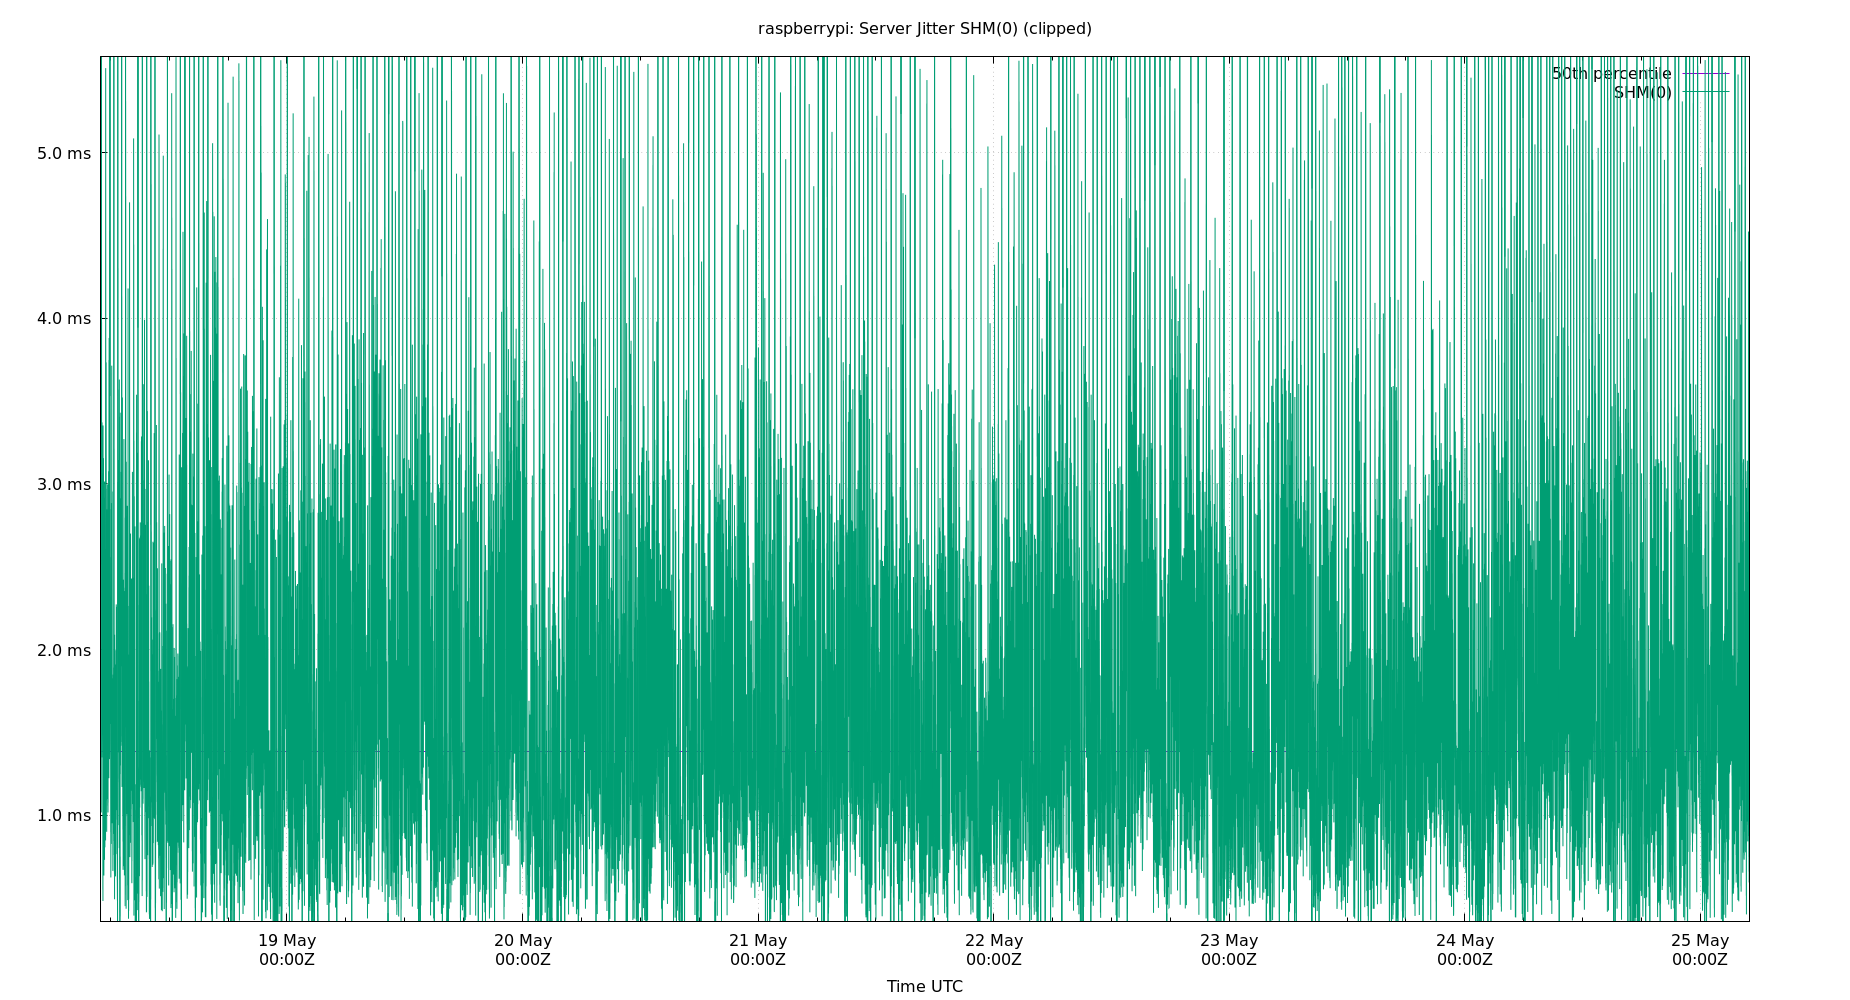 raspberrypi: Server Jitter SHM(0) (clipped)
50th percentile
SHM(0)
5.0 ms
4.0 ms
3.0 ms
2.0 ms
1.0 ms
19 May 20 May 21 May 22 May 23 May 24 May 25 May
00:00Z 00:00Z 00:00Z 00:00Z 00:00Z 00:00Z 00:00Z
Time UTC